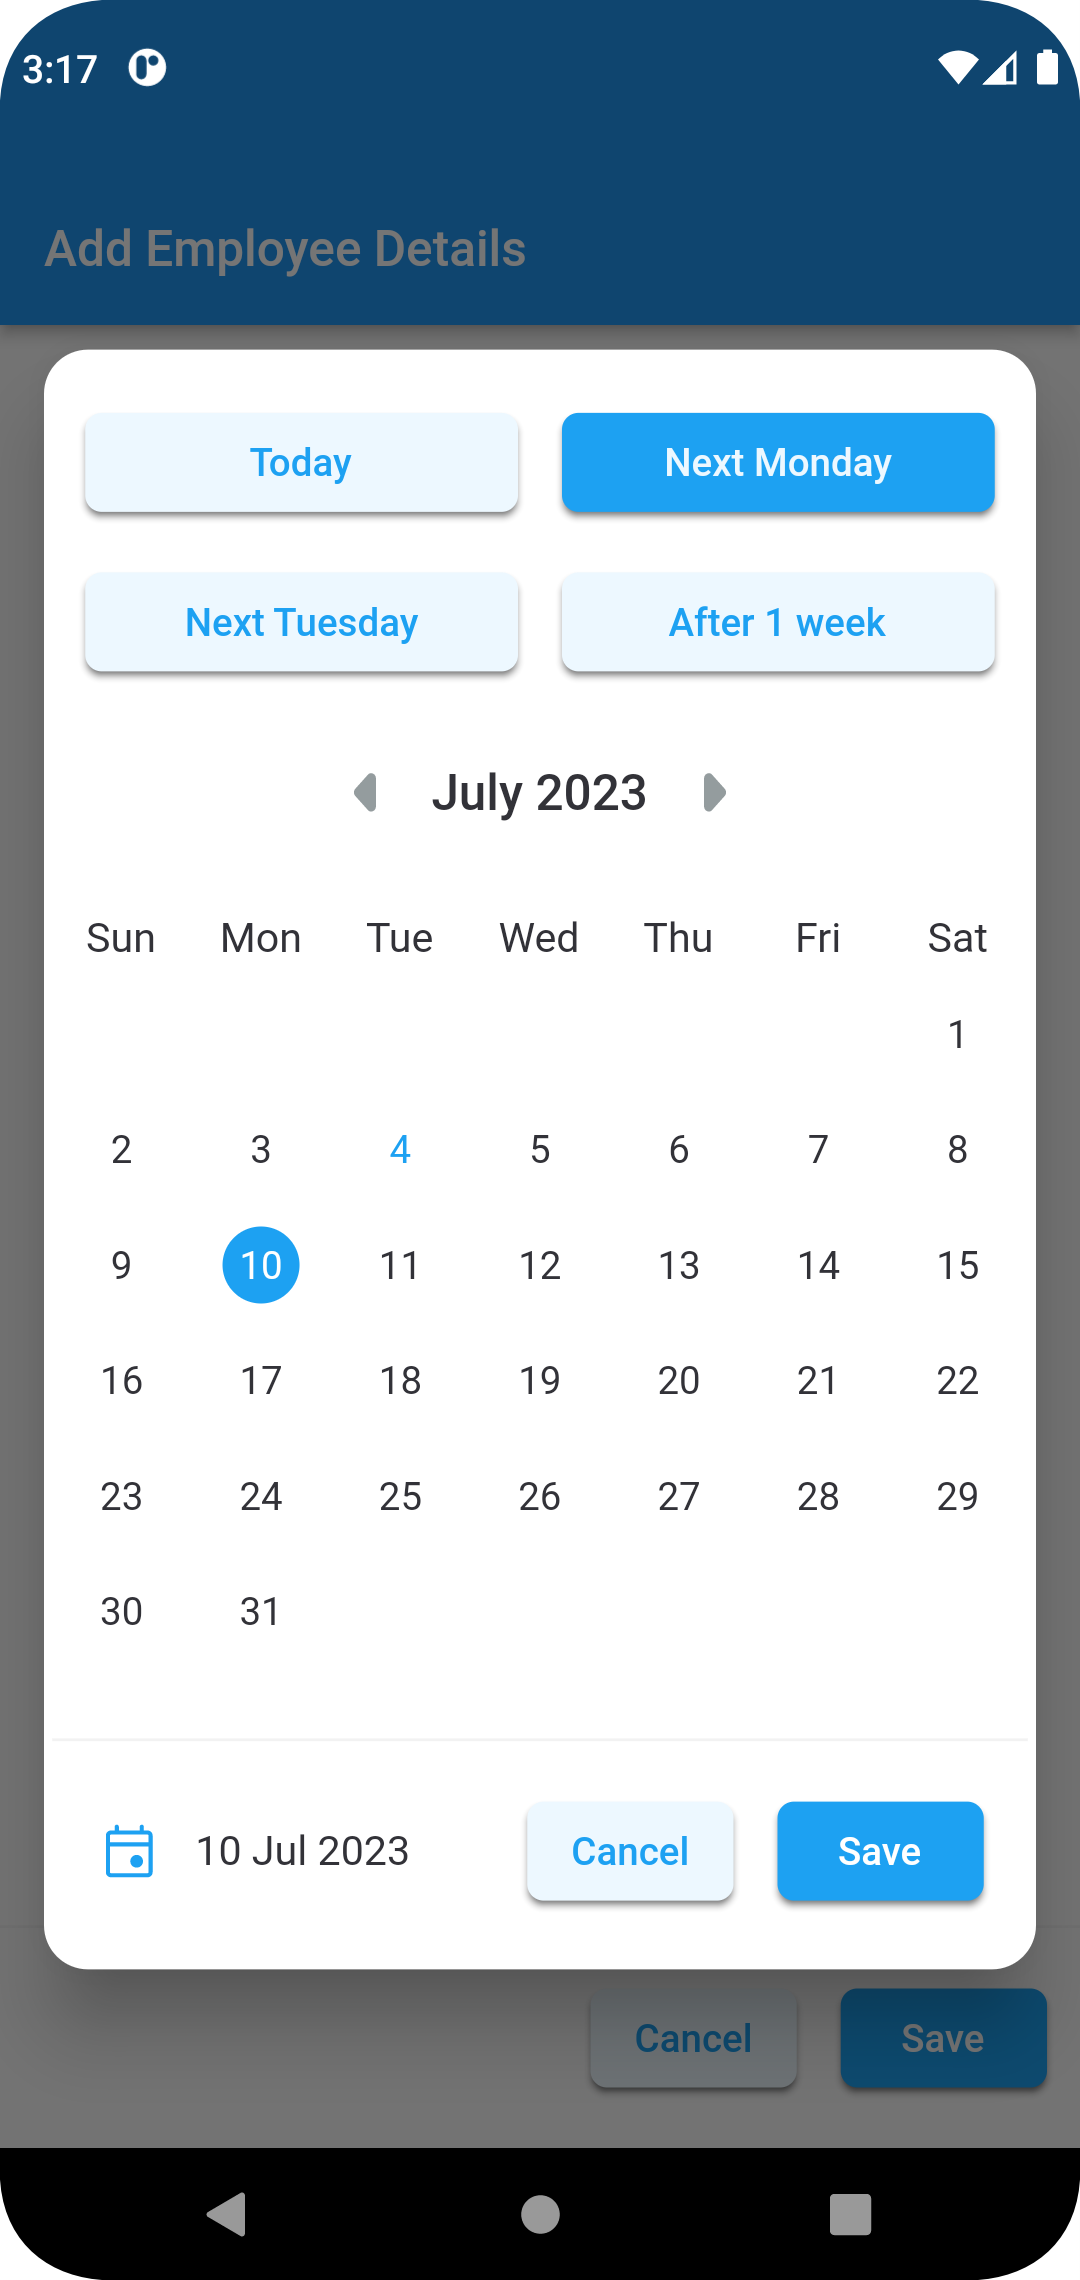 3:17
Add Employee Details
Today Next Monday
Next Tuesday After 1 week
July 2023
Sun Mon Tue Wed Thu Fri Sat
1
2 3 4 5 6 7 8
9 10 11 12 13 14 15
16 17 18 19 20 21 22
23 24 25 26 27 28 29
30 31
10 Jul 2023 Cancel Save
Cancel Save